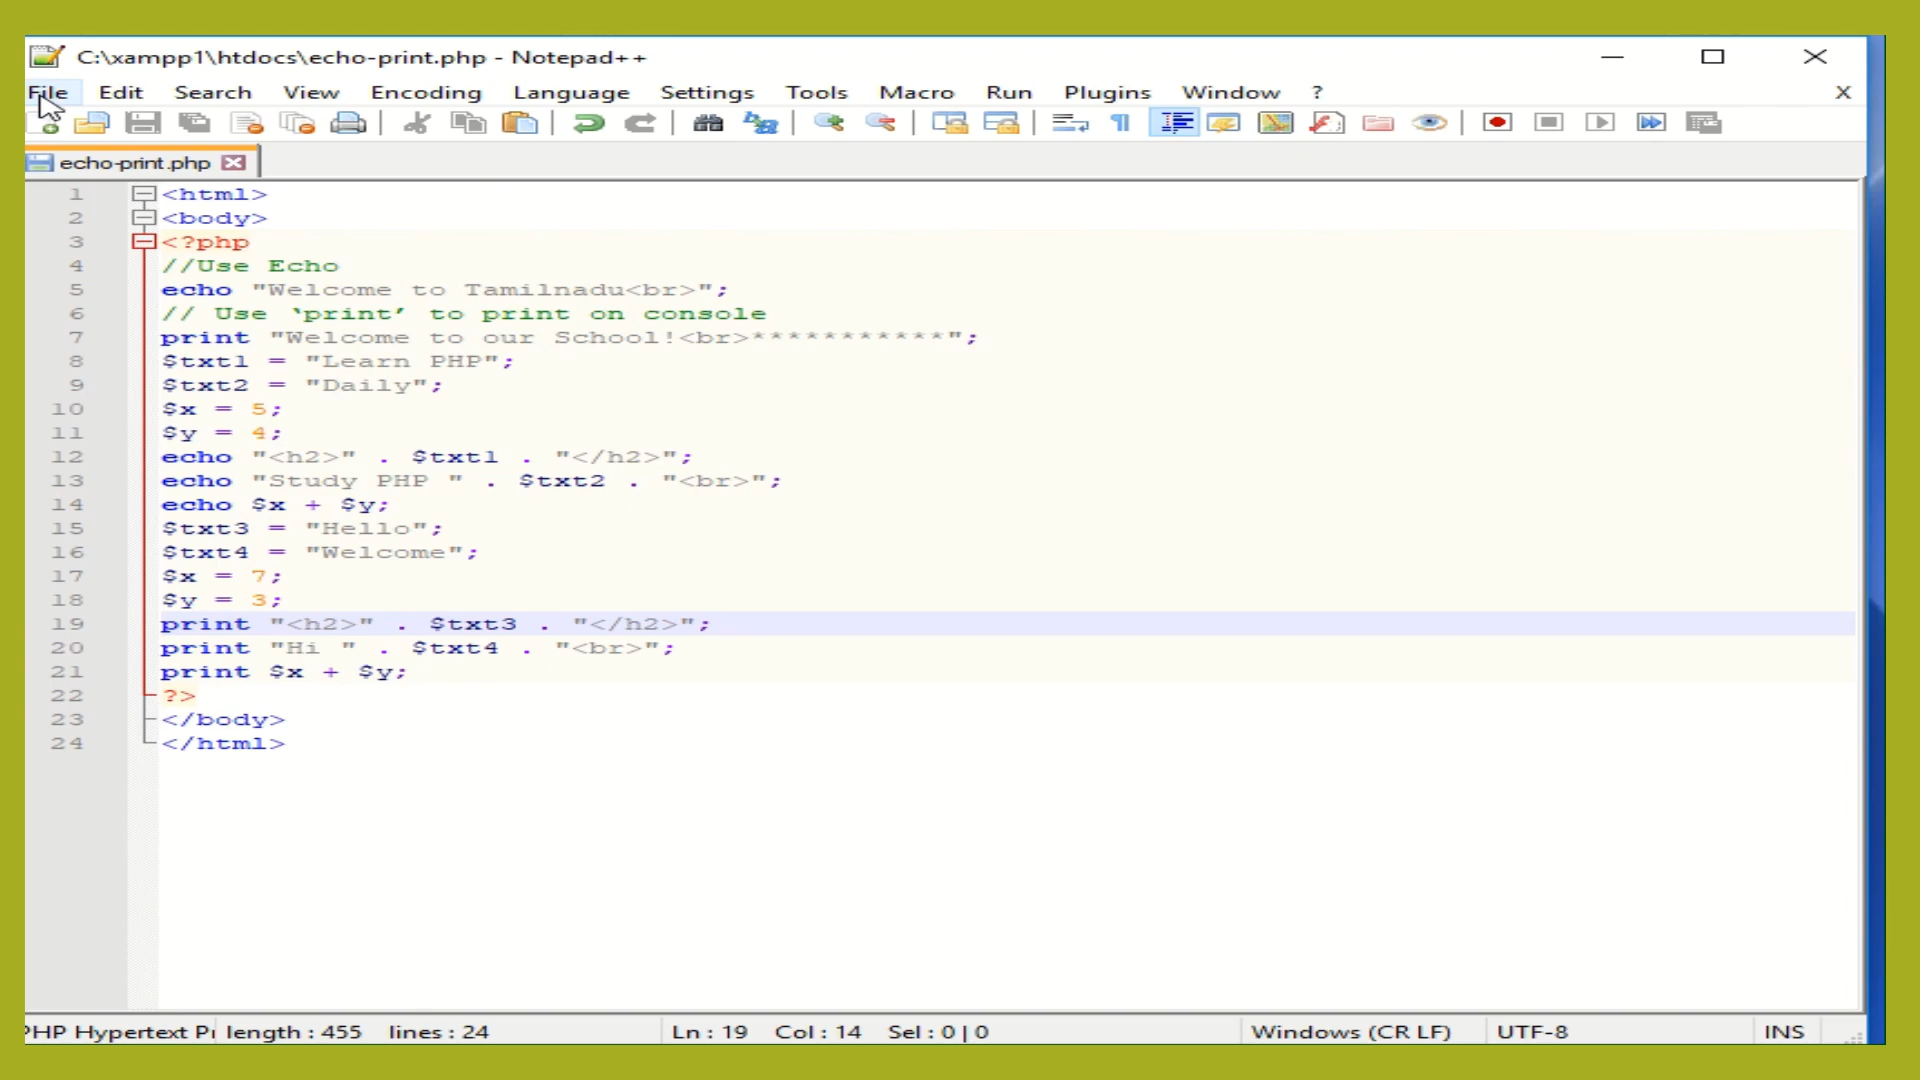 C:\xampp1\htdocs\echo-print.php - Notepad++
File Edit Search View Encoding Language Settings Tools Macro Run Plugins Window ? X
echo-print.php
1 <html>
2 <body>
3 <?php
4 //Use Echo
5 echo "Welcome to Tamilnadu<br>";
6 // Use ‘print’ to print on console
7 print "Welcome to our School!<br>***********";
8 $txt1 = "Learn PHP";
9 $txt2 = "Daily";
10 $x = 5;
11 $y = 4;
12 echo "<h2>" . $txt1 . "</h2>";
13 echo "Study PHP " . $txt2 . "<br>";
14 echo $x + $y;
15 $txt3 = "Hello";
16 $txt4 = "Welcome";
17 $x = 7;
18 $y = 3;
19 print "<h2>" . $txt3 . "</h2>";
20 print "Hi " . $txt4 . "<br>";
21 print $x + $y;
22 ?>
23 </body>
24 </html>
PHP Hypertext Pr length : 455 lines : 24 Ln : 19 Col : 14 Sel : 0 | 0 Windows (CR LF) UTF-8 INS